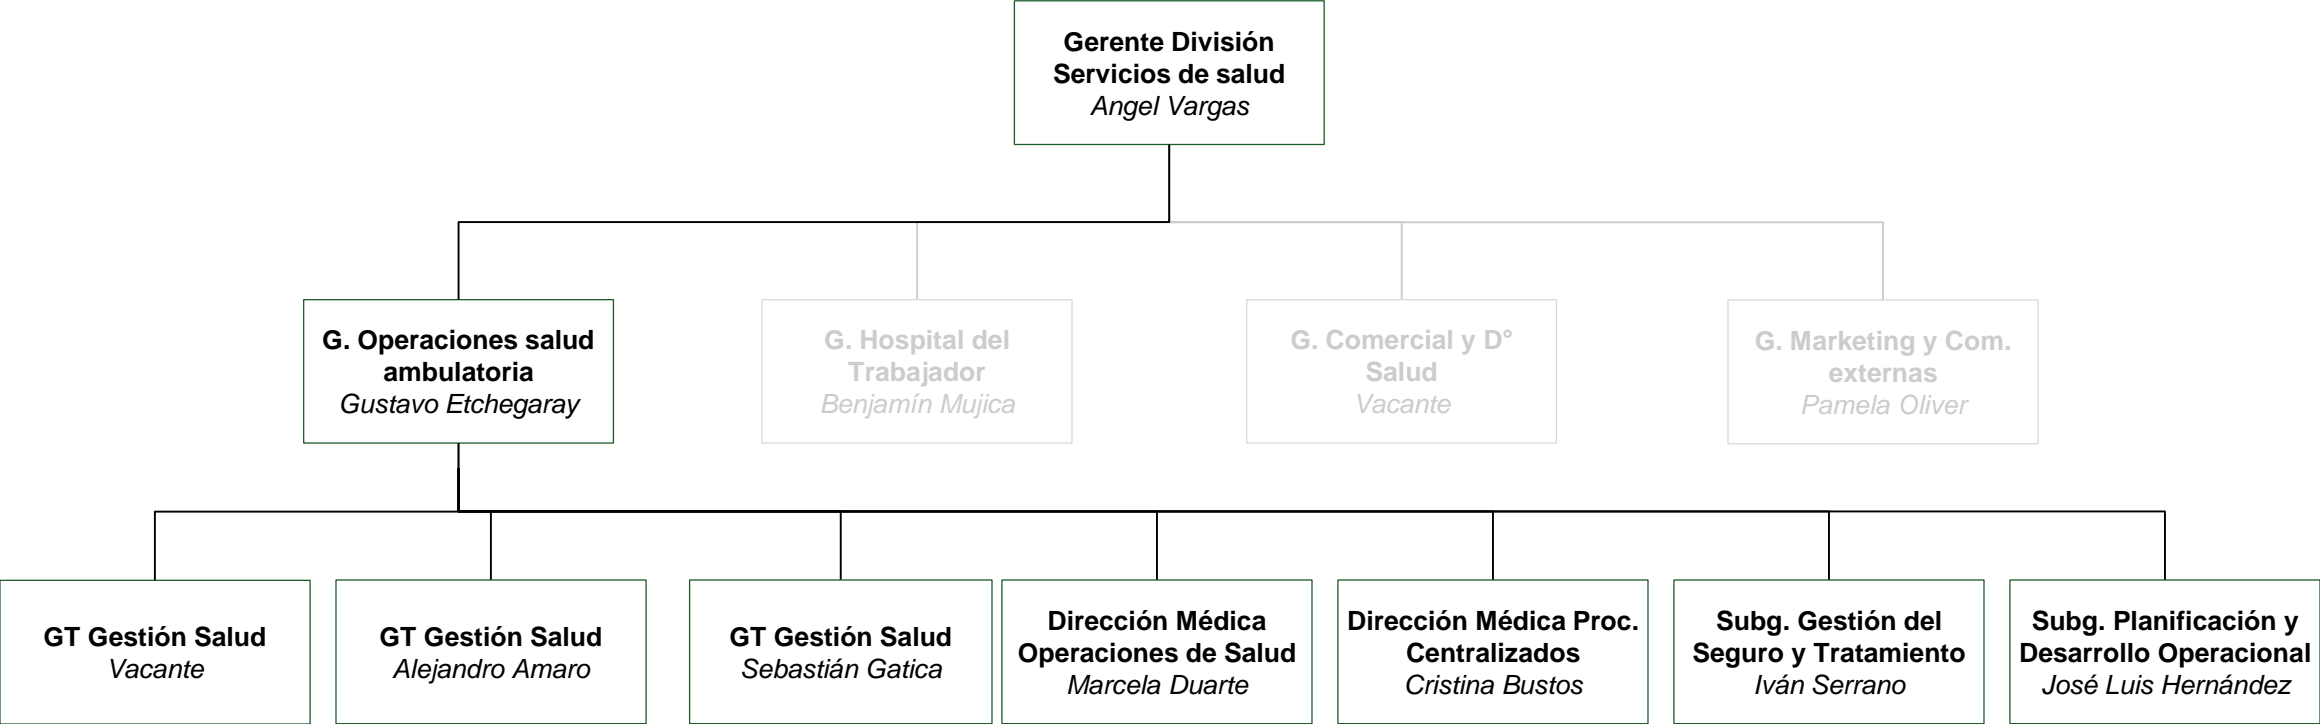 Gerente División
Servicios de salud
Angel Vargas
G. Operaciones salud
ambulatoria
Gustavo Etchegaray
G. Hospital del
Trabajador
Benjamín Mujica
G. Comercial y D°
Salud
Vacante
G. Marketing y Com.
externas
Pamela Oliver
GT Gestión Salud
Vacante
GT Gestión Salud
Alejandro Amaro
GT Gestión Salud
Sebastián Gatica
Dirección Médica
Operaciones de Salud
Marcela Duarte
Dirección Médica Proc.
Centralizados
Cristina Bustos
Subg. Gestión del
Seguro y Tratamiento
Iván Serrano
Subg. Planificación y
Desarrollo Operacional
José Luis Hernández